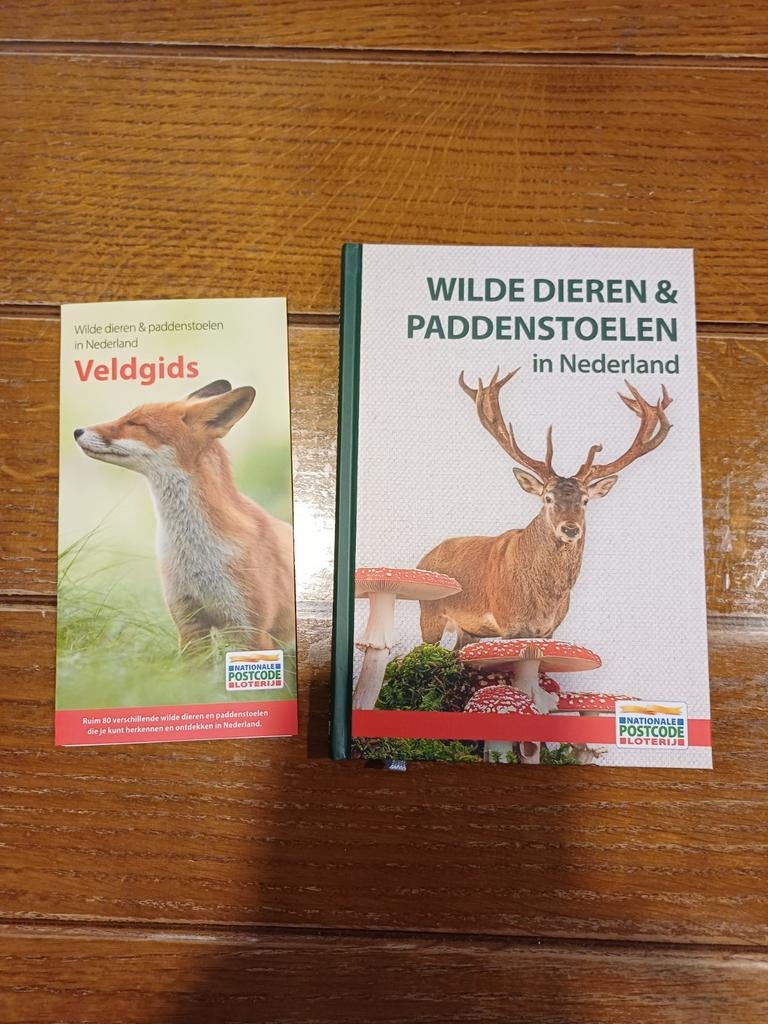 Wilde dieren & paddenstoelen
in Nederland
Veldgids
NATIONALE
POSTCODE
LOTERIJ
Ruim 80 verschillende wilde dieren en paddenstoelen
die je kunt herkennen en ontdekken in Nederland.
WILDE DIEREN &
PADDENSTOELEN
in Nederland
NATIONALE
POSTCODE
LOTERIJ